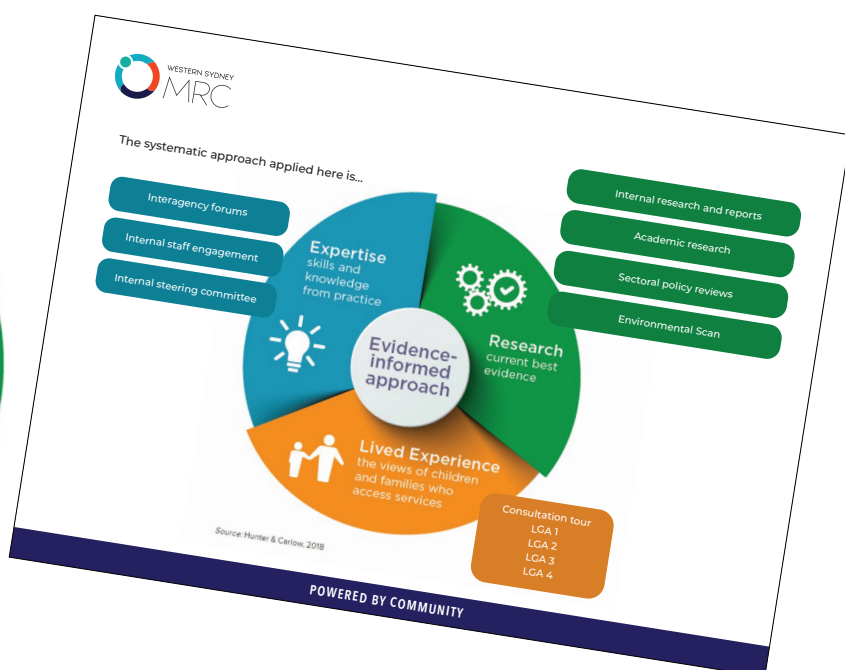 WESTERN SYDNEY
MRC
The systematic approach applied here is...
Interagency forums
Internal staff engagement
Internal steering committee
Internal research and reports
Academic research
Sectoral policy reviews
Environmental Scan
Expertise
skills and
knowledge
from practice
Research
current best
evidence
Evidence-
informed
approach
Lived Experience
the views of children
and families who
access services
Consultation tour
LGA 1
LGA 2
LGA 3
LGA 4
Source: Hunter & Carlow, 2018
POWERED BY COMMUNITY